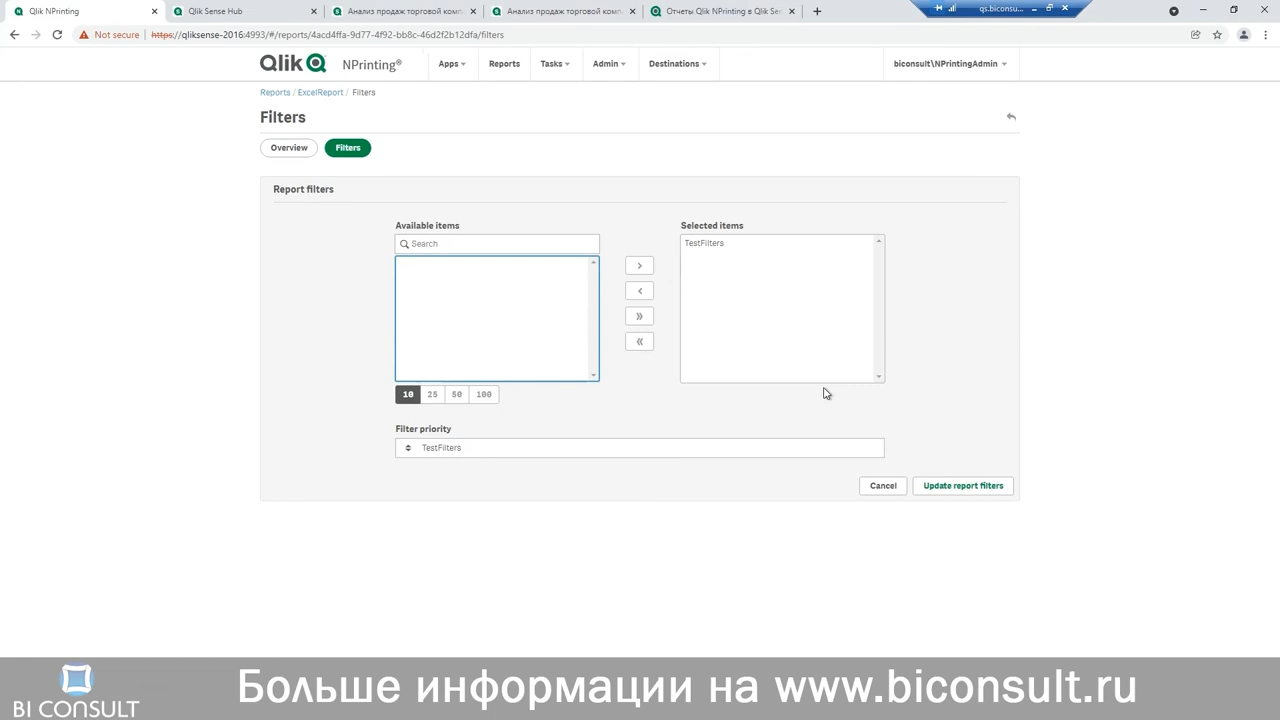 Qlik NPrinting
Qlik Sense Hub
Анализ продаж торговой комп
Анализ продаж торговой комп
Отчеты Qlik NPrinting в Qlik Sen
qs.biconsu...
Not secure
https://qliksense-2016:4993/#/reports/4acd4ffa-9d77-4f92-bb8c-46d2f2b12dfa/filters
Qlik NPrinting®
Apps
Reports
Tasks
Admin
Destinations
biconsult\NPrintingAdmin
Reports / ExcelReport / Filters
Filters
Overview
Filters
Report filters
Available items
Selected items
Search
TestFilters
>
<
»
«
10 25 50 100
Filter priority
TestFilters
Cancel
Update report filters
BI CONSULT
Больше информации на www.biconsult.ru